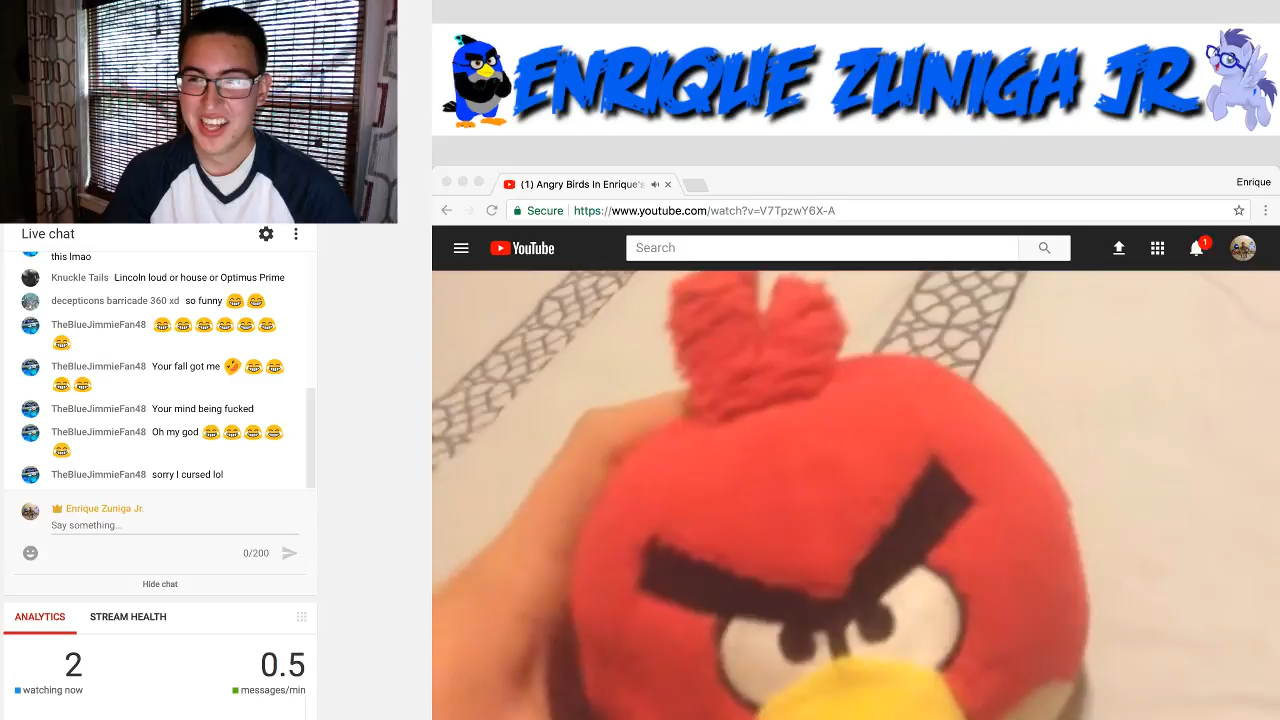 ENRIQUE ZUNIGA JR
(1) Angry Birds In Enrique's
Enrique
Secure https://www.youtube.com/watch?v=V7TpzwY6X-A
YouTube
Search
1
Live chat
this lmao
Knuckle Tails Lincoln loud or house or Optimus Prime
decepticons barricade 360 xd so funny
TheBlueJimmieFan48
TheBlueJimmieFan48 Your fall got me
TheBlueJimmieFan48 Your mind being fucked
TheBlueJimmieFan48 Oh my god
TheBlueJimmieFan48 sorry I cursed lol
Enrique Zuniga Jr.
Say something...
0/200
Hide chat
ANALYTICS STREAM HEALTH
2 0.5
watching now messages/min